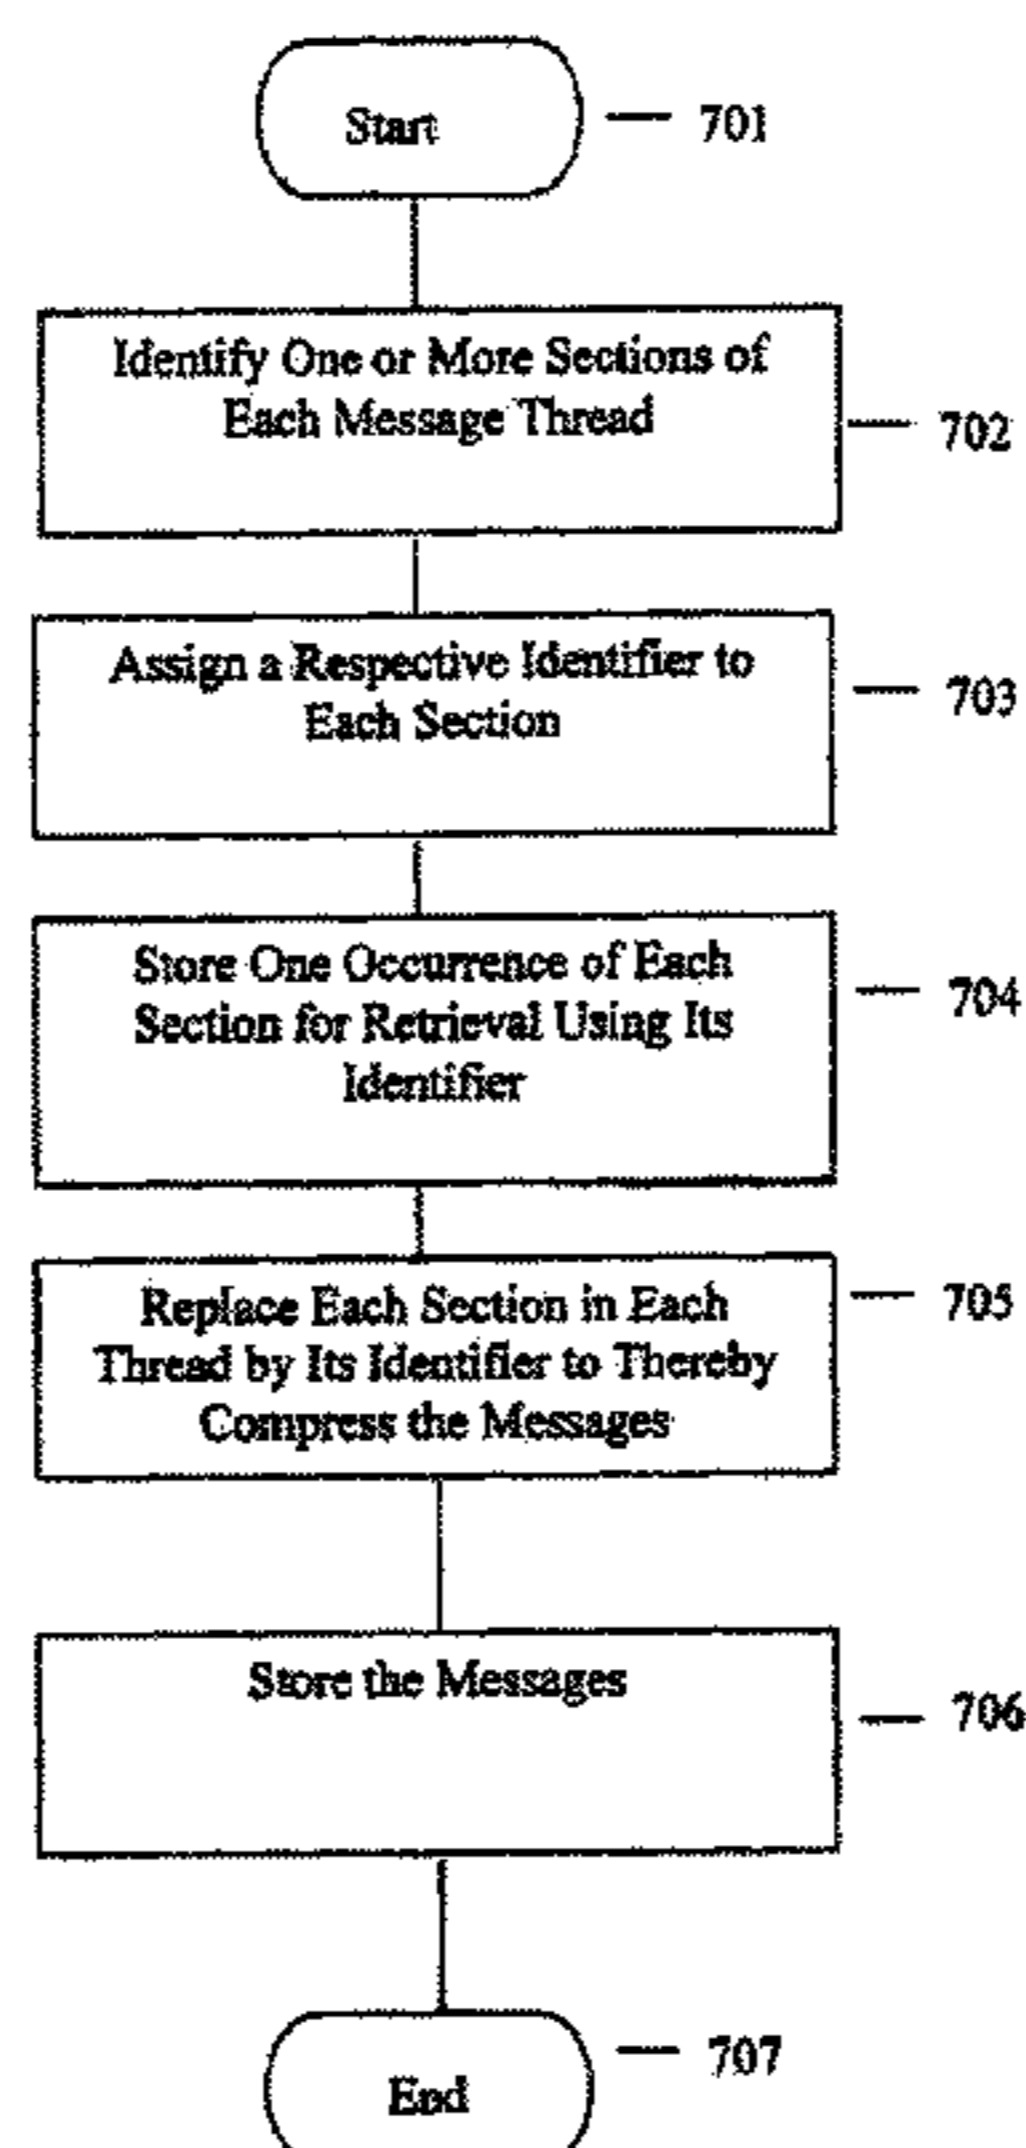 Start
701
Identify One or More Sections of
Each Message Thread
702
Assign a Respective Identifier to
Each Section
703
Store One Occurrence of Each
Section for Retrieval Using Its
Identifier
704
Replace Each Section in Each
Thread by Its Identifier to Thereby
Compress the Messages
705
Store the Messages
706
End
707